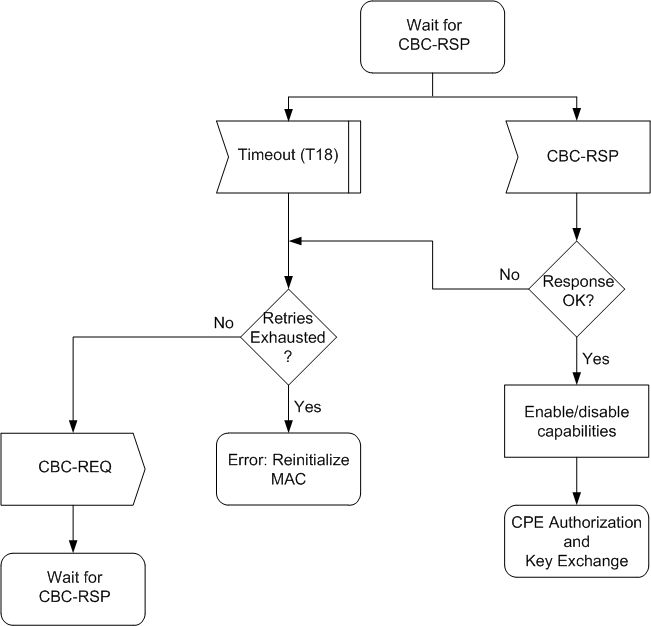 Wait for
CBC-RSP
Timeout (T18)
CBC-RSP
No
Response
OK?
Retries
Exhausted
?
No
Yes
Yes
Enable/disable
capabilities
CBC-REQ
Error: Reinitialize
MAC
CPE Authorization
and
Key Exchange
Wait for
CBC-RSP